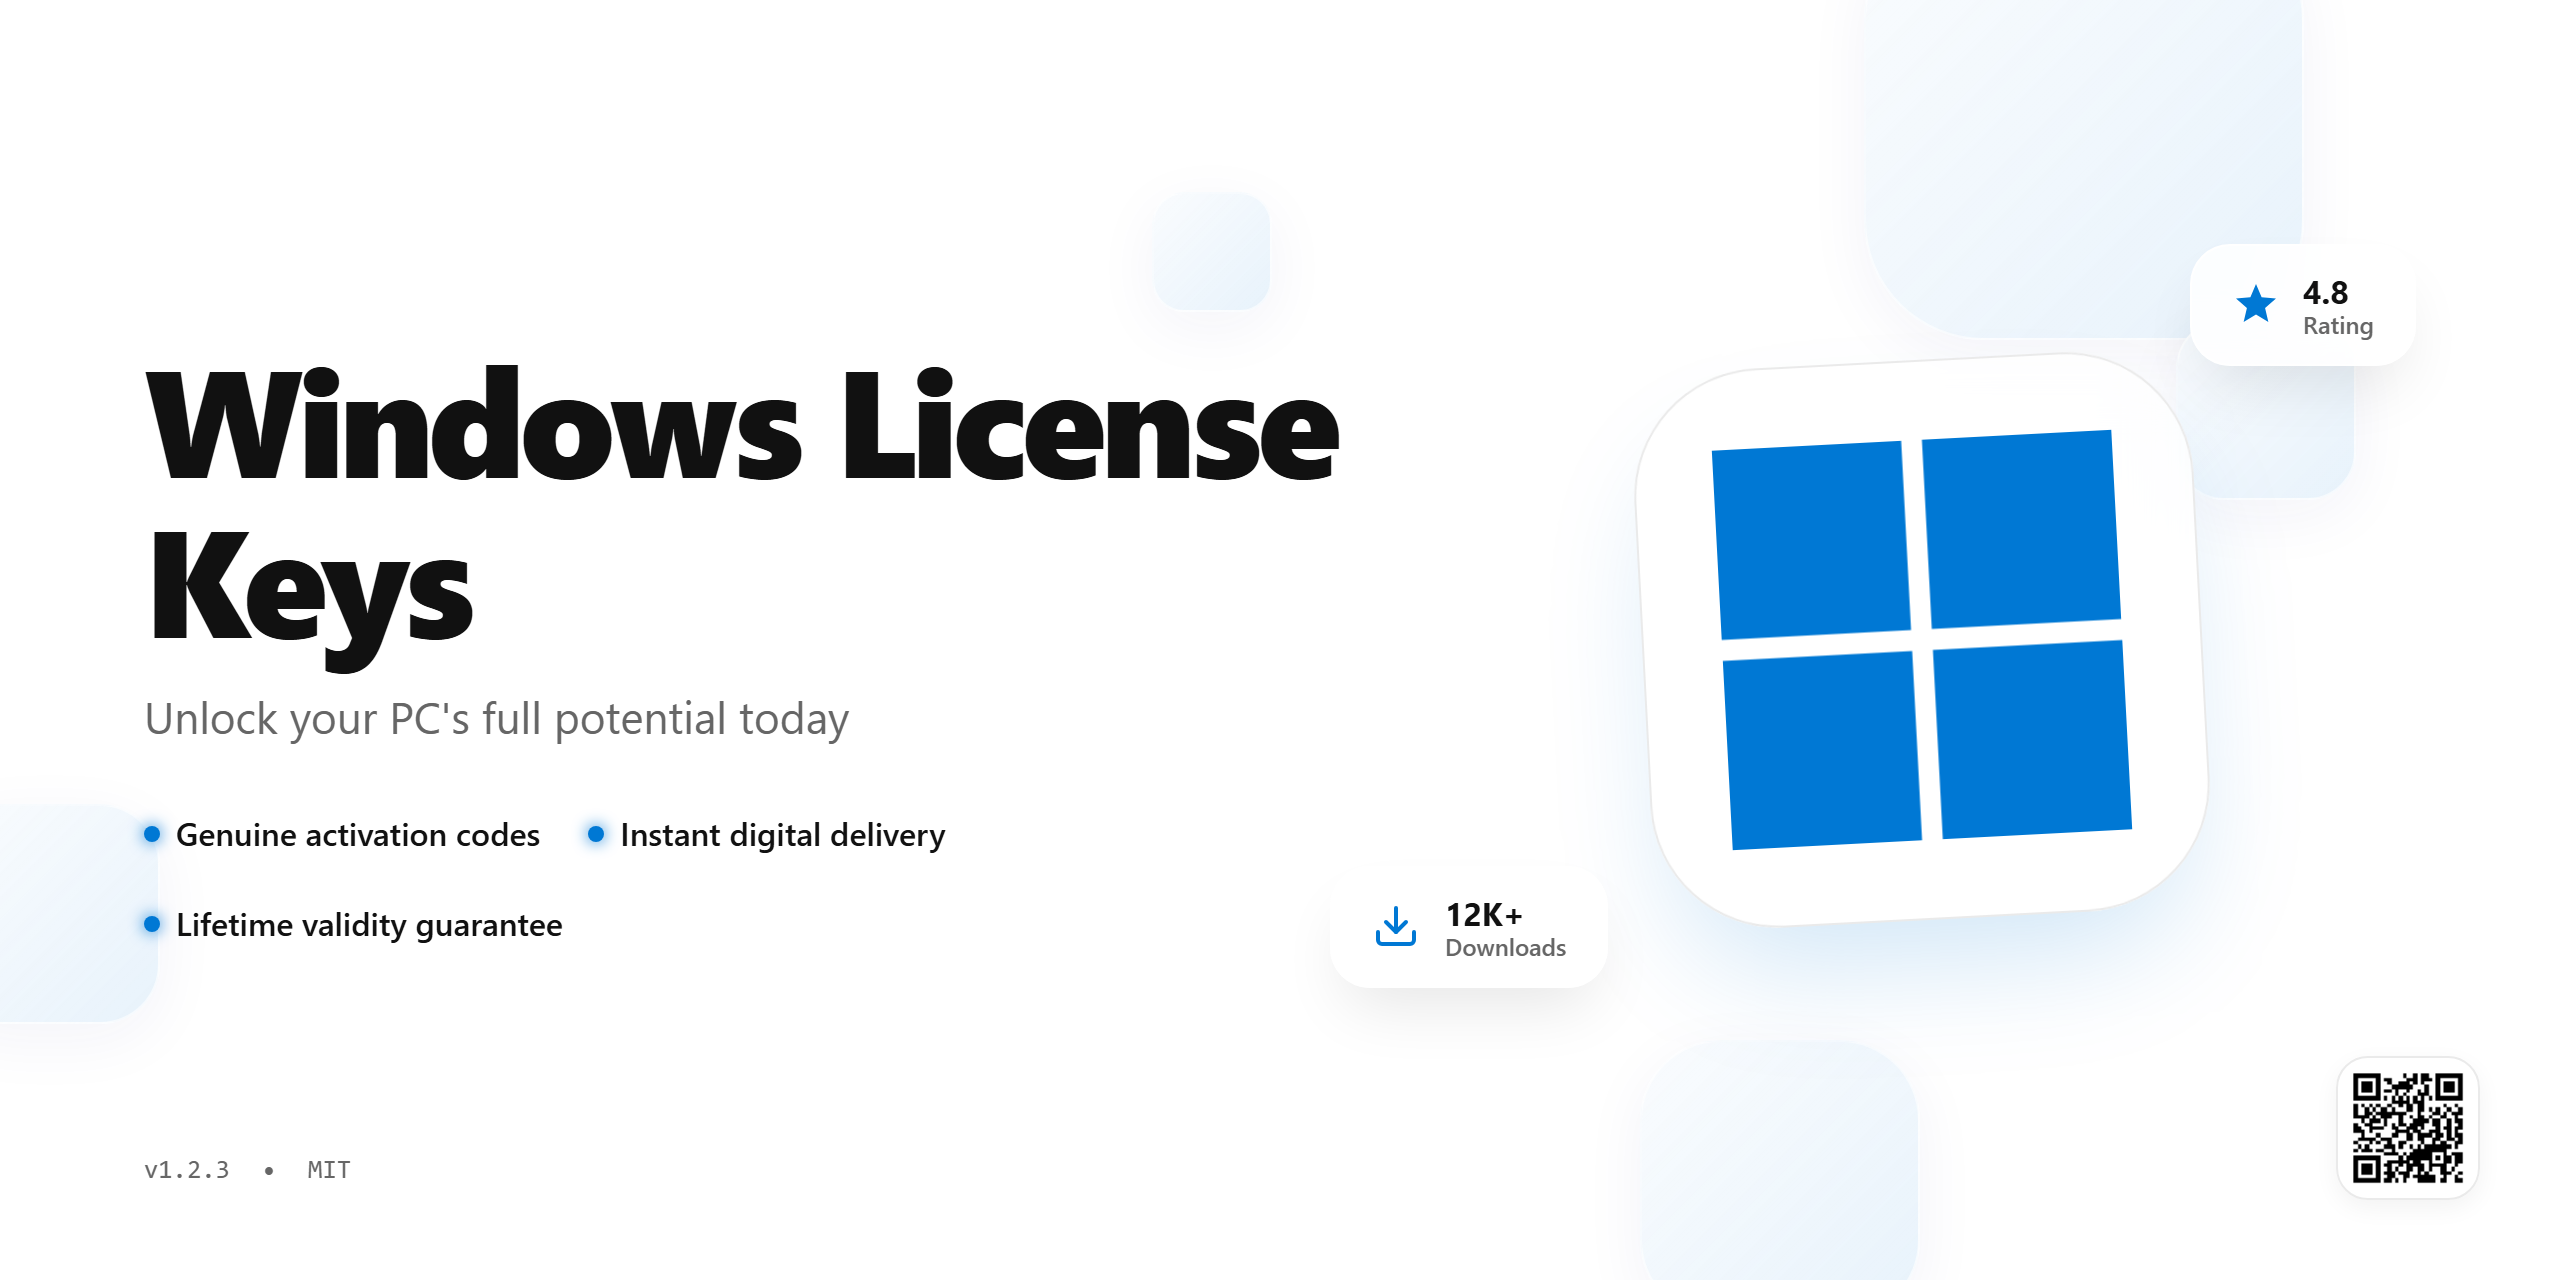 Windows License
Keys
Unlock your PC's full potential today
Genuine activation codes
Instant digital delivery
Lifetime validity guarantee
4.8
Rating
12K+
Downloads
v1.2.3 • MIT